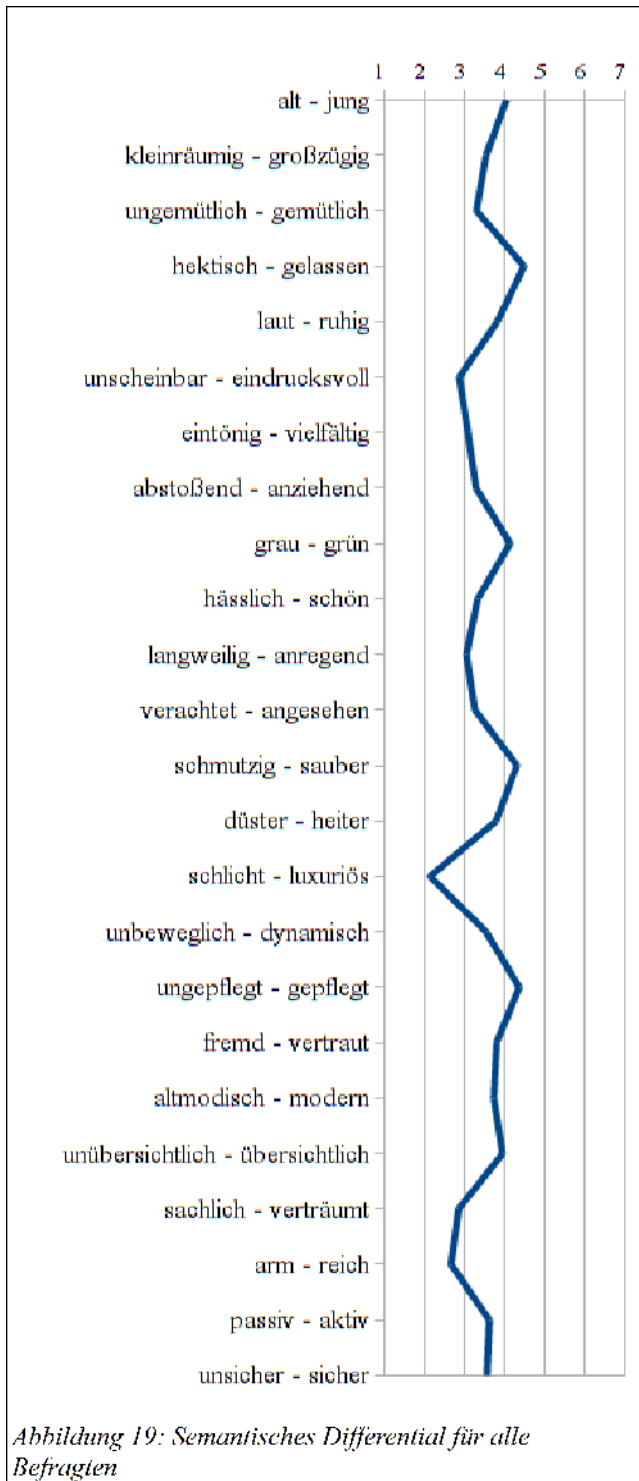 1 2 3 4 5 6 7
alt - jung
kleinräumig - großzügig
ungemütlich - gemütlich
hektisch - gelassen
laut - ruhig
unscheinbar - eindrucksvoll
eintönig - vielfältig
abstoßend - anziehend
grau - grün
hässlich - schön
langweilig - anregend
verachtet - angesehen
schmutzig - sauber
düster - heiter
schlicht - luxuriös
unbeweglich - dynamisch
ungepflegt - gepflegt
fremd - vertraut
altmodisch - modern
unübersichtlich - übersichtlich
sachlich - verträumt
arm - reich
passiv - aktiv
unsicher - sicher
Abbildung 19: Semantisches Differential für alle
Befragten